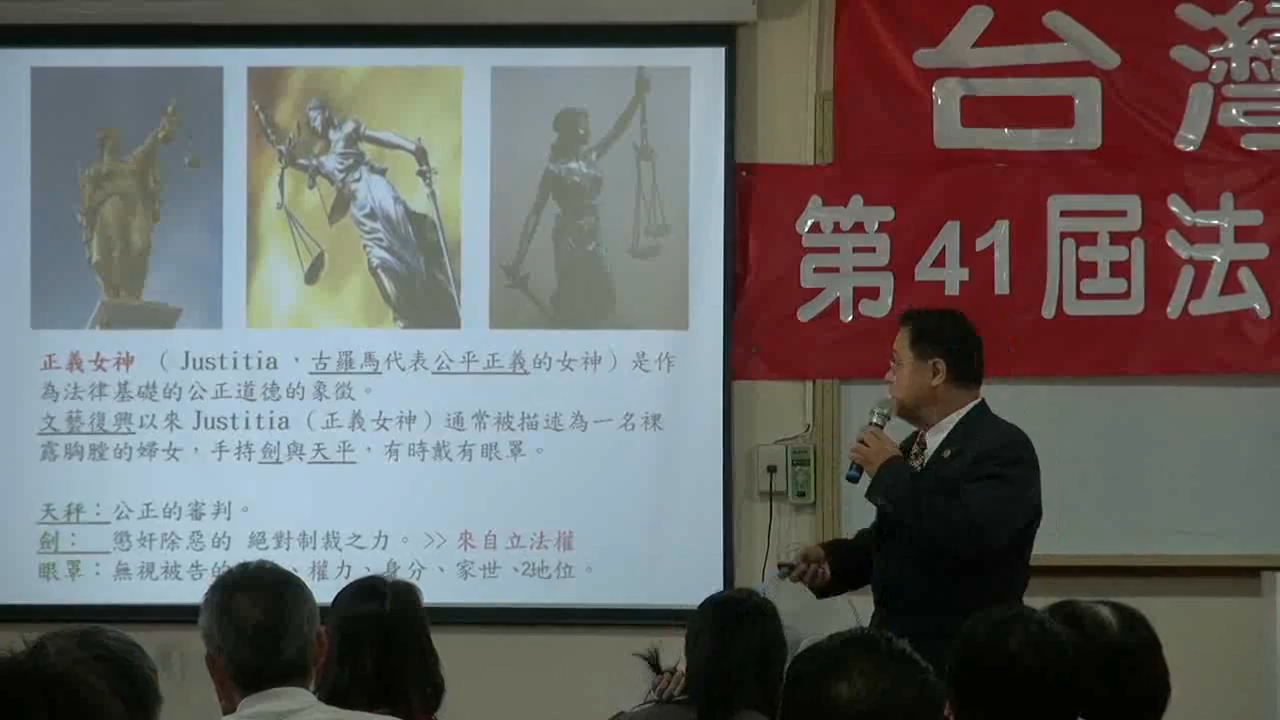 正義女神 （ Justitia ，古羅馬代表公平正義的女神）是作
為法律基礎的公正道德的象徵。
文藝復興以來 Justitia（正義女神）通常被描述為一名裸
露胸膛的婦女，手持劍與天平，有時戴有眼罩。
天秤：公正的審判。
劍： 懲奸除惡的 絕對制裁之力。>> 來自立法權
眼罩：無視被告的、權力、身分、家世、地位。
台灣
第41屆法